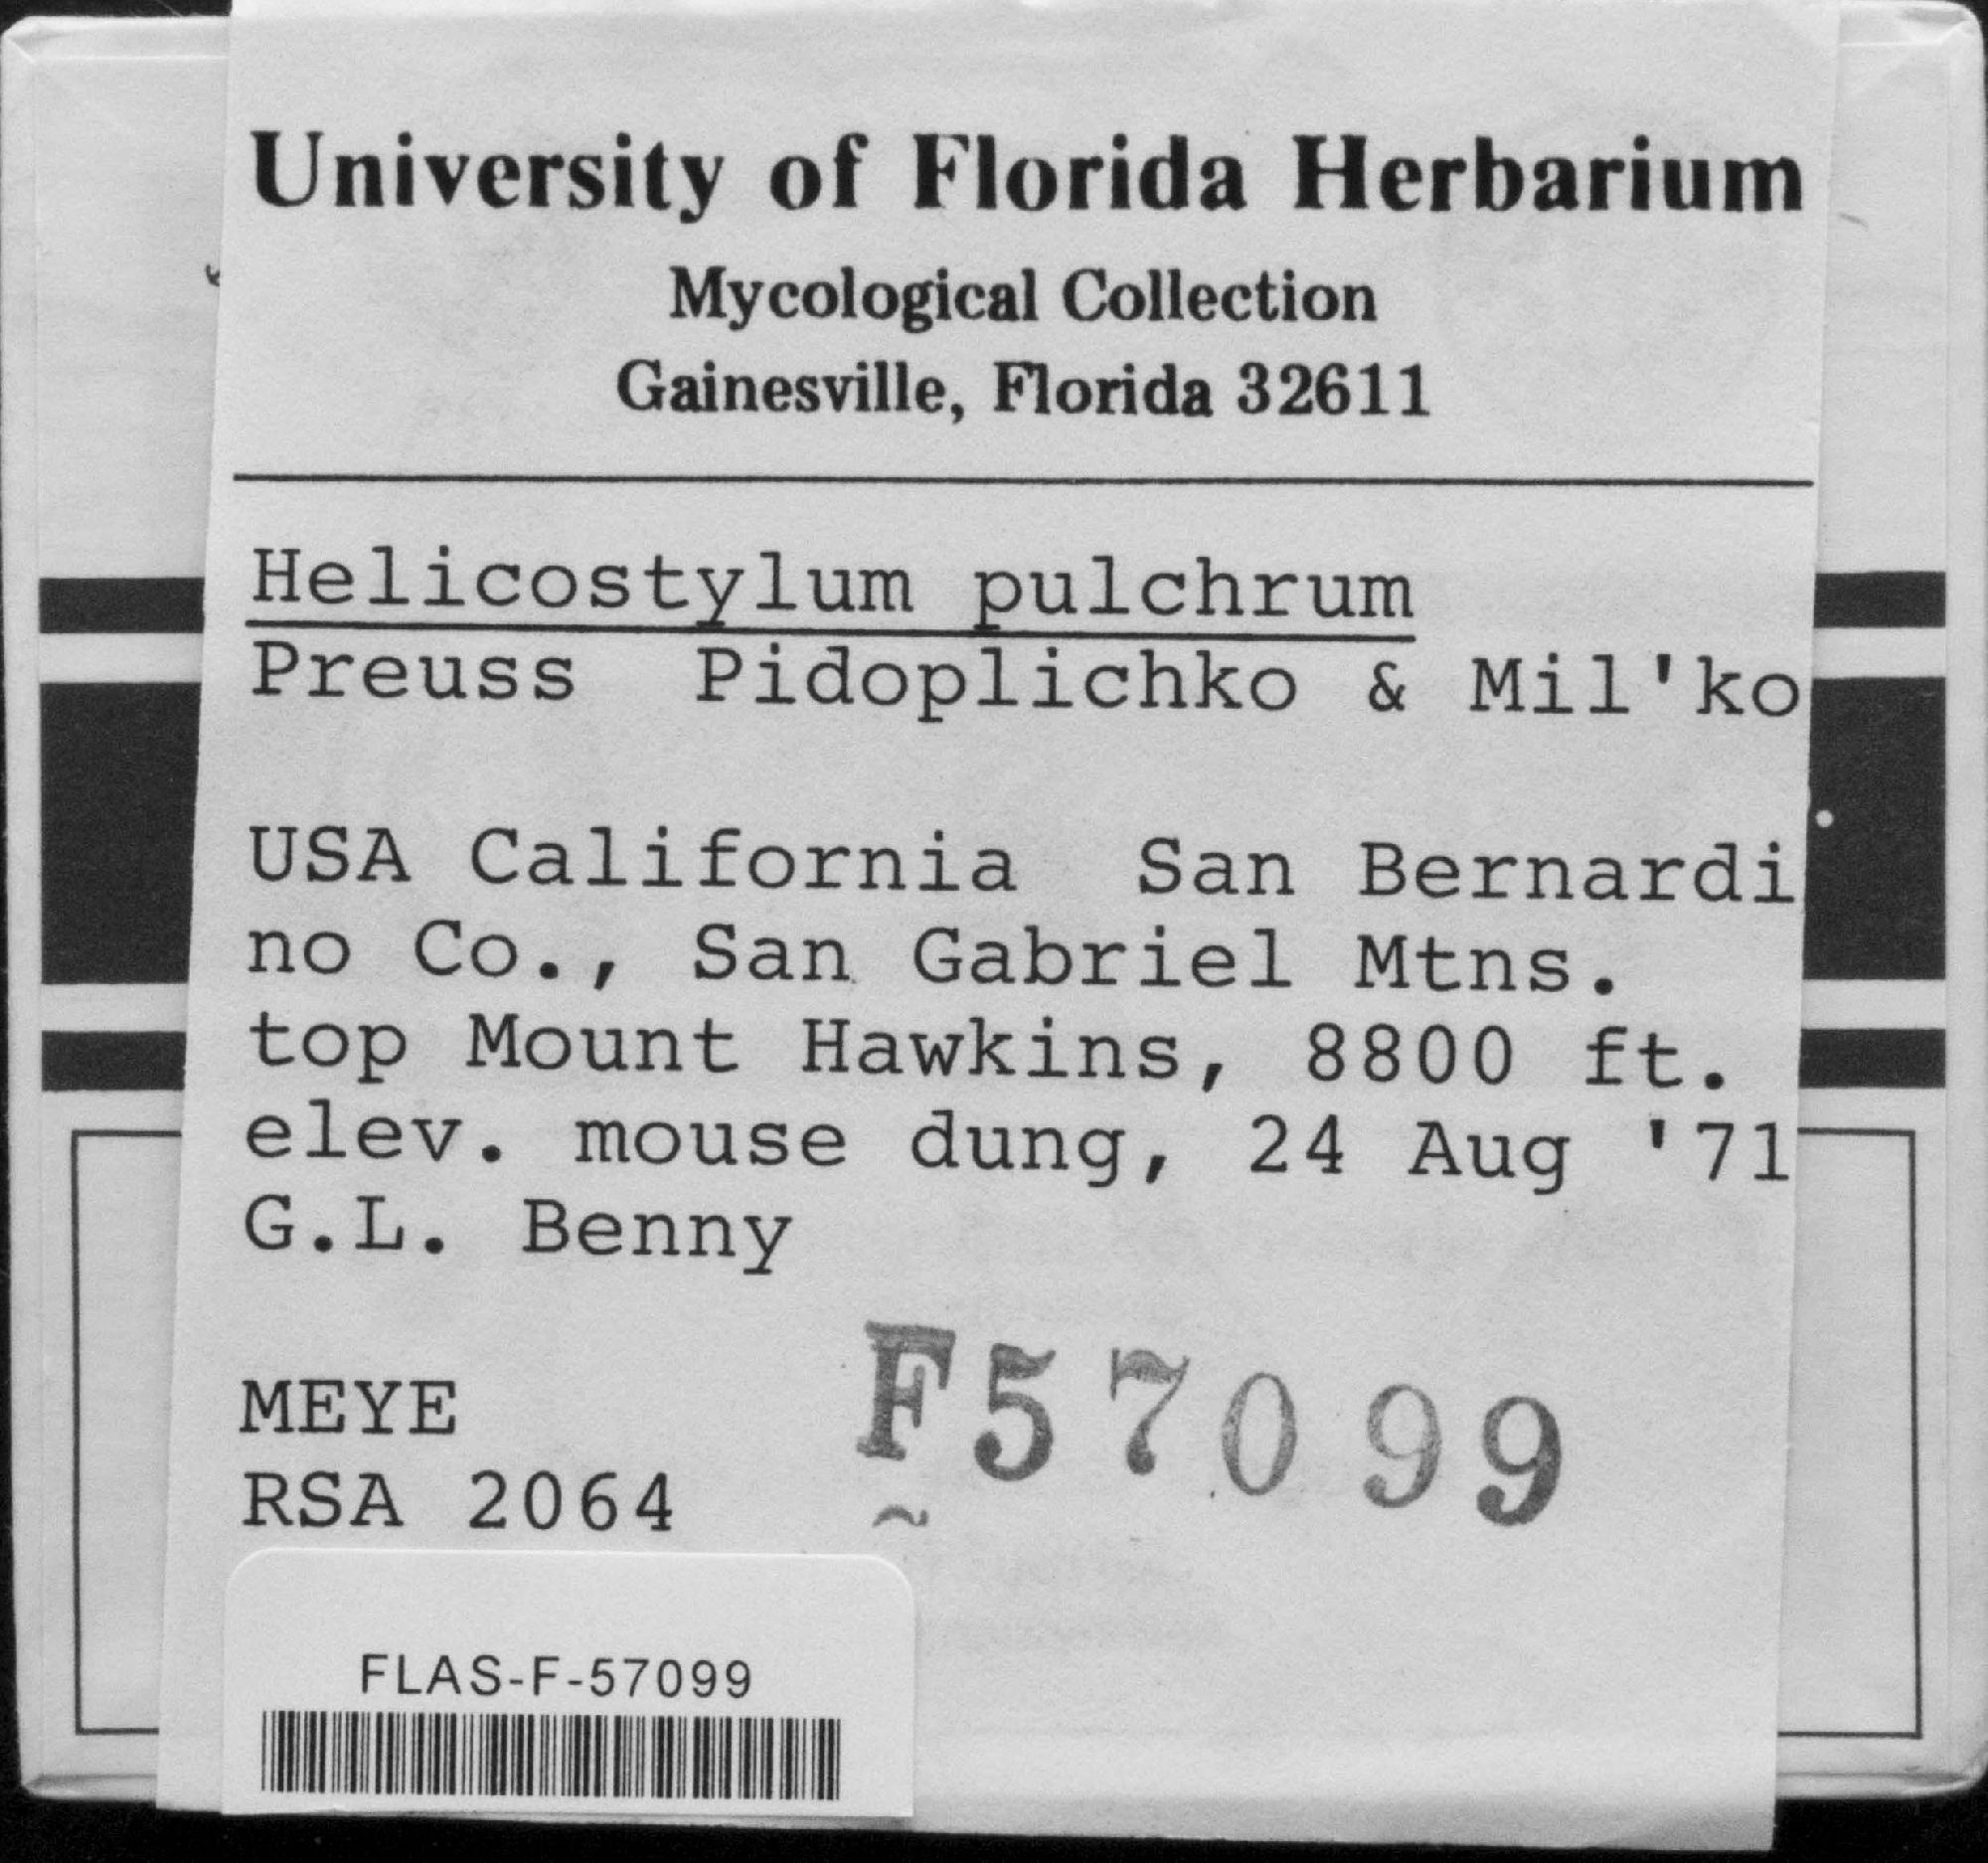 University of Florida Herbarium
Mycological Collection
Gainesville, Florida 32611
Helicostylum pulchrum
Preuss Pidoplichko & Mil'ko
USA California San Bernardi
no Co., San Gabriel Mtns.
top Mount Hawkins, 8800 ft.
elev. mouse dung, 24 Aug '71
G.L. Benny
MEYE
F57099
RSA 2064
FLAS-F-57099